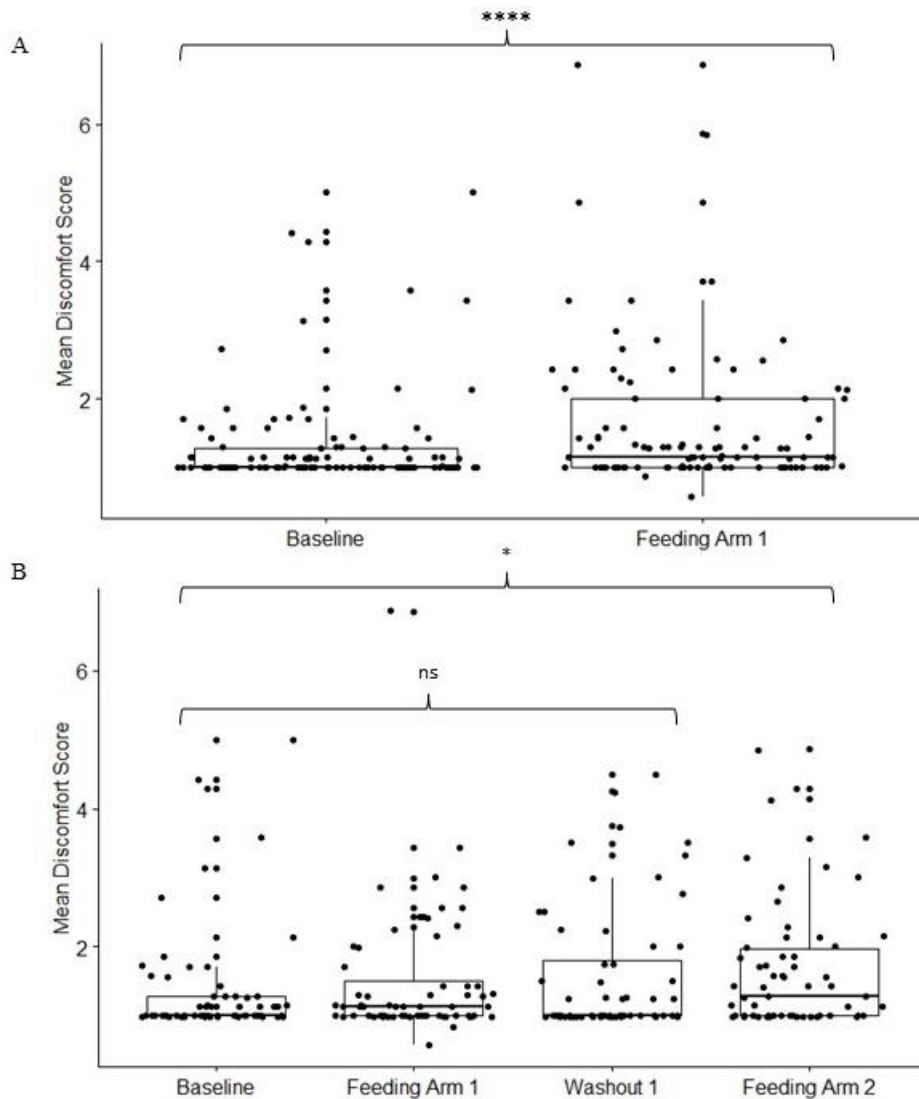 A
****
Mean Discomfort Score
6
4
2
Baseline
Feeding Arm 1
B
*
ns
Mean Discomfort Score
6
4
2
Baseline
Feeding Arm 1
Washout 1
Feeding Arm 2